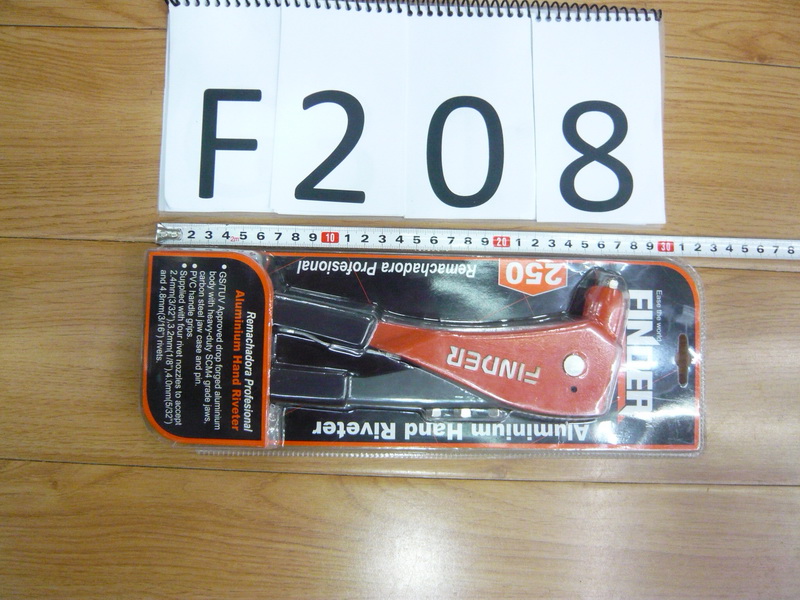 F208
2 3 4 5 6 7 8 9 10 1 2 3 4 5 6 7 8 9 20 1 2 3 4 5 6 7 8 9 30 1 2 3 4 5 6 7 8
Remachadora Profesional
Aluminium Hand Riveter
• GS/TUV Approved drop forged aluminium
body with heavy-duty SCM4 grade jaws,
carbon steel jaw case and pin.
• PVC handle grips.
• Supplied with four rivet nozzles to accept
2.4mm(3/32"),3.2mm(1/8"),4.0mm(5/32")
and 4.8mm(3/16") rivets.
Aluminium Hand Riveter
FINDER
250
Remachadora Profesional
FINDER
Ease the world